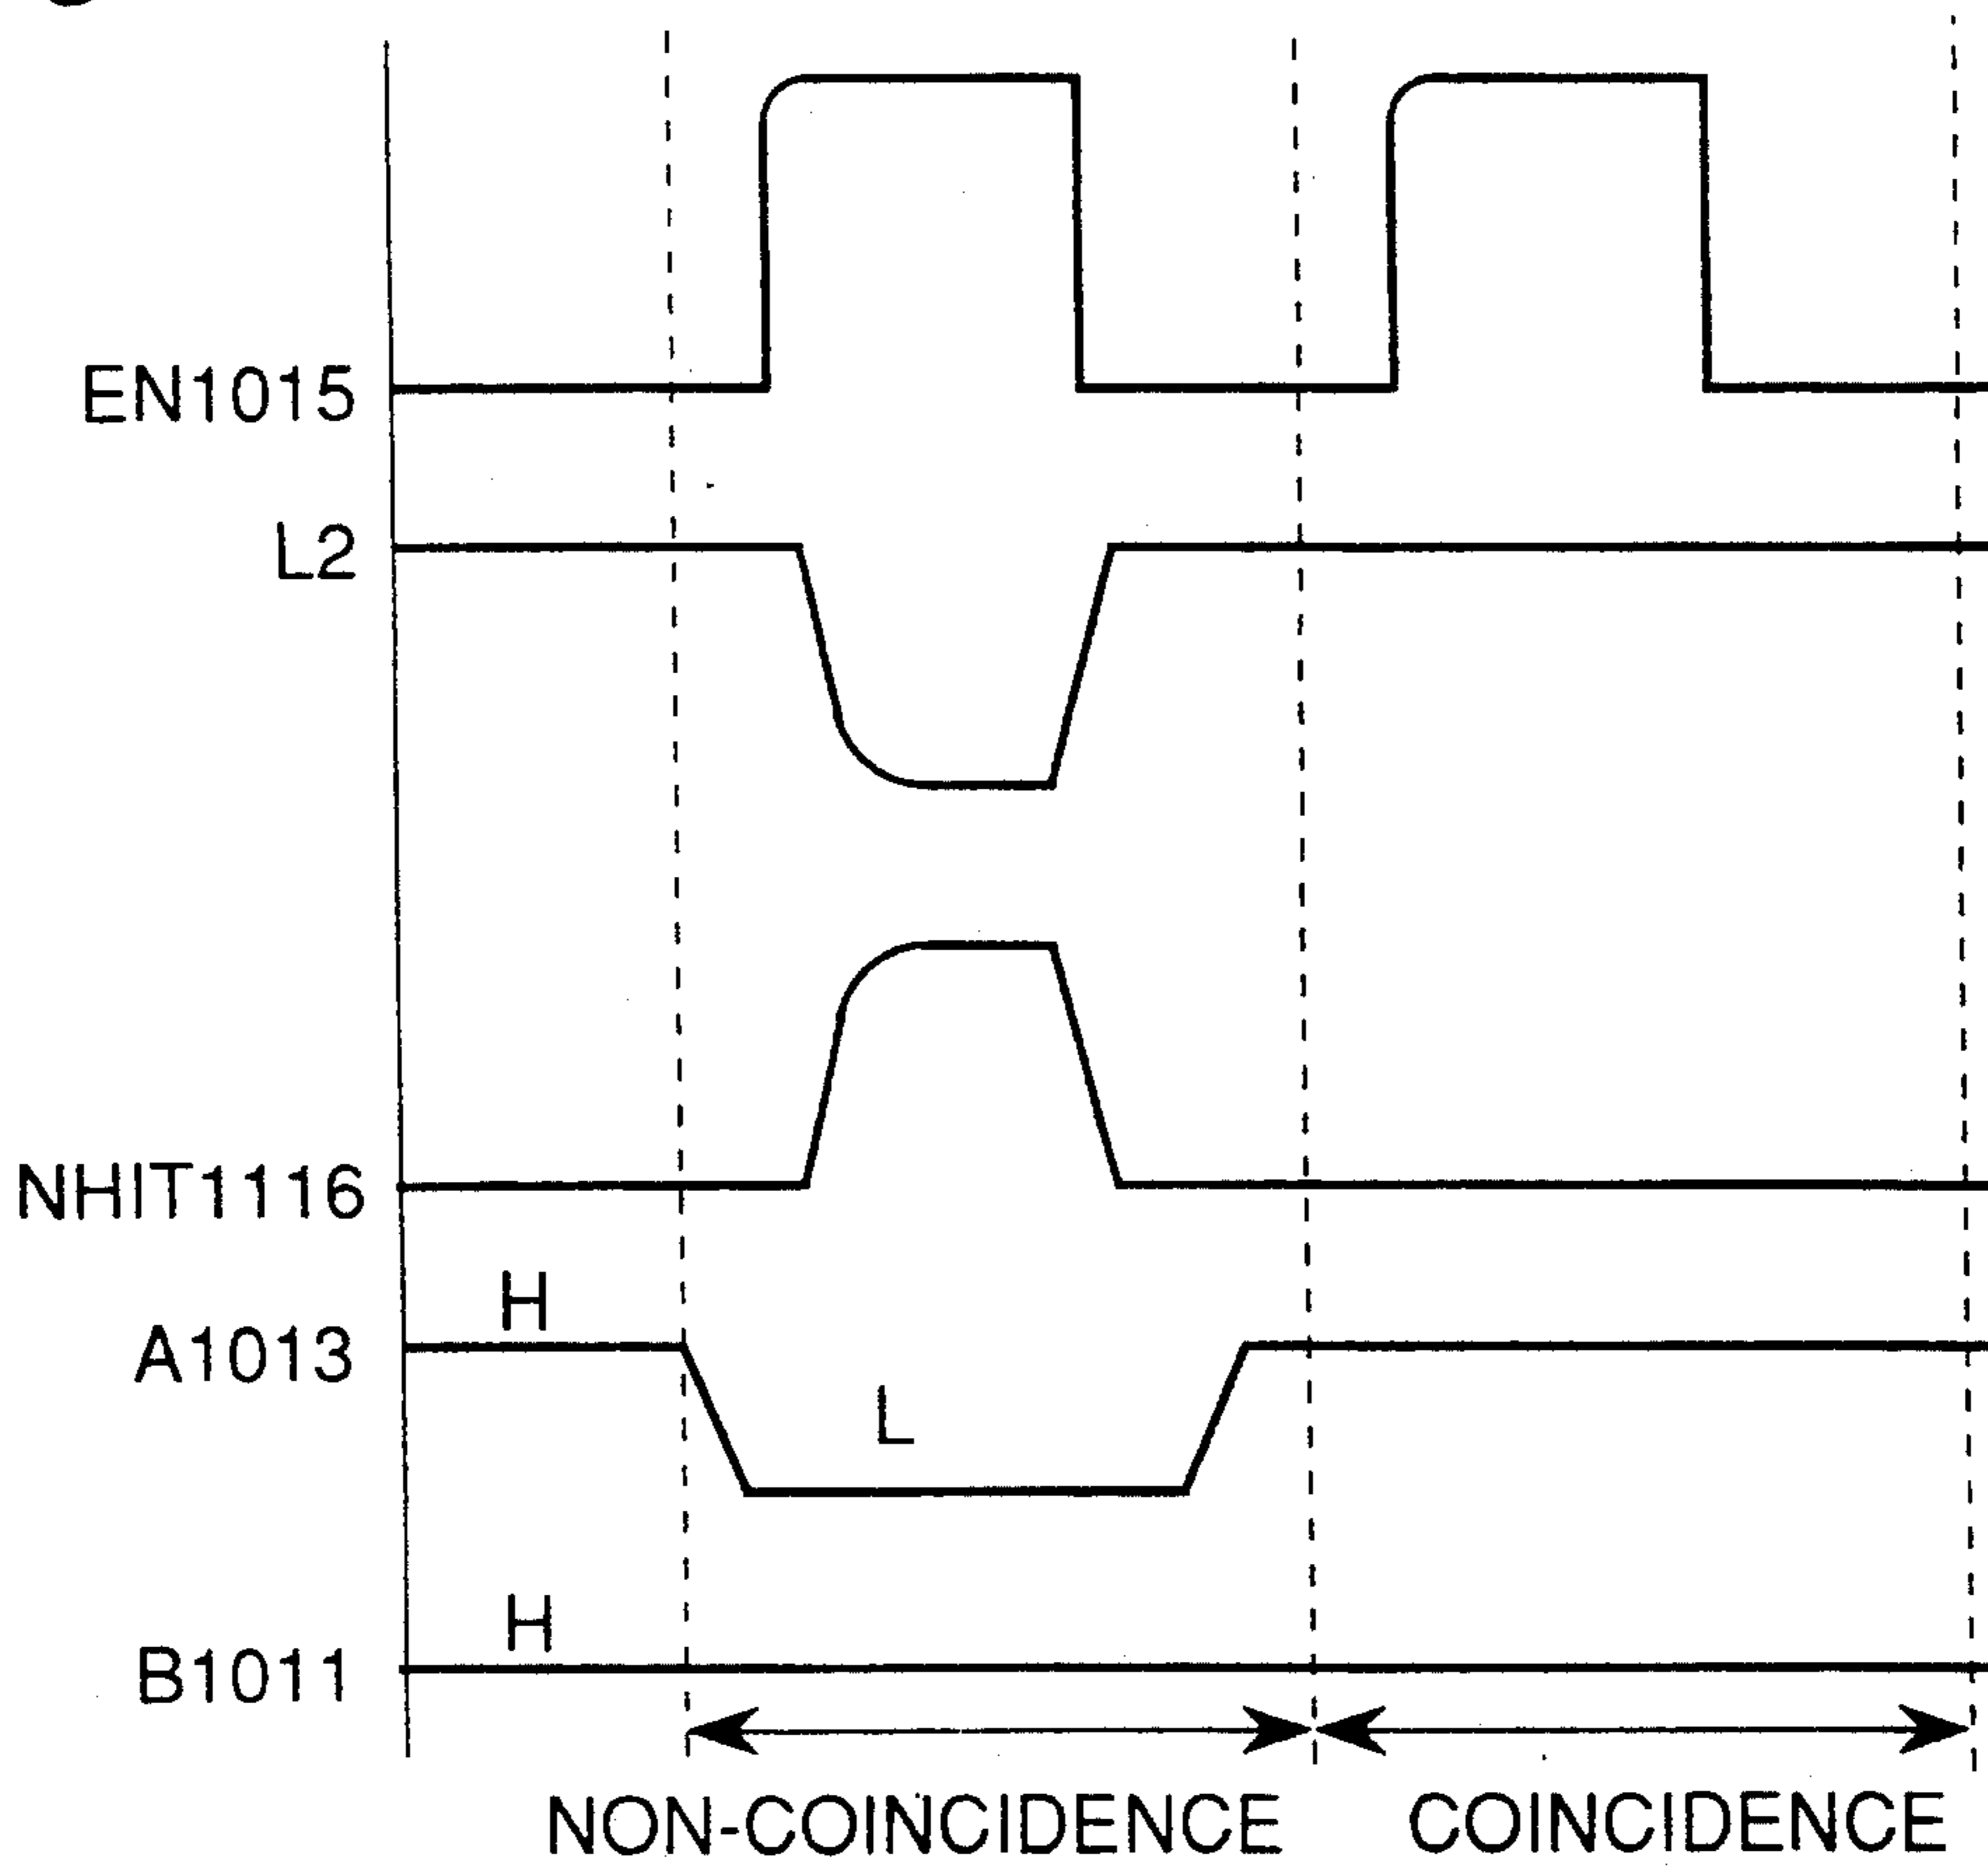 EN1015
L2
NHIT1116
H
A1013
L
H
B1011
NON-COINCIDENCE
COINCIDENCE